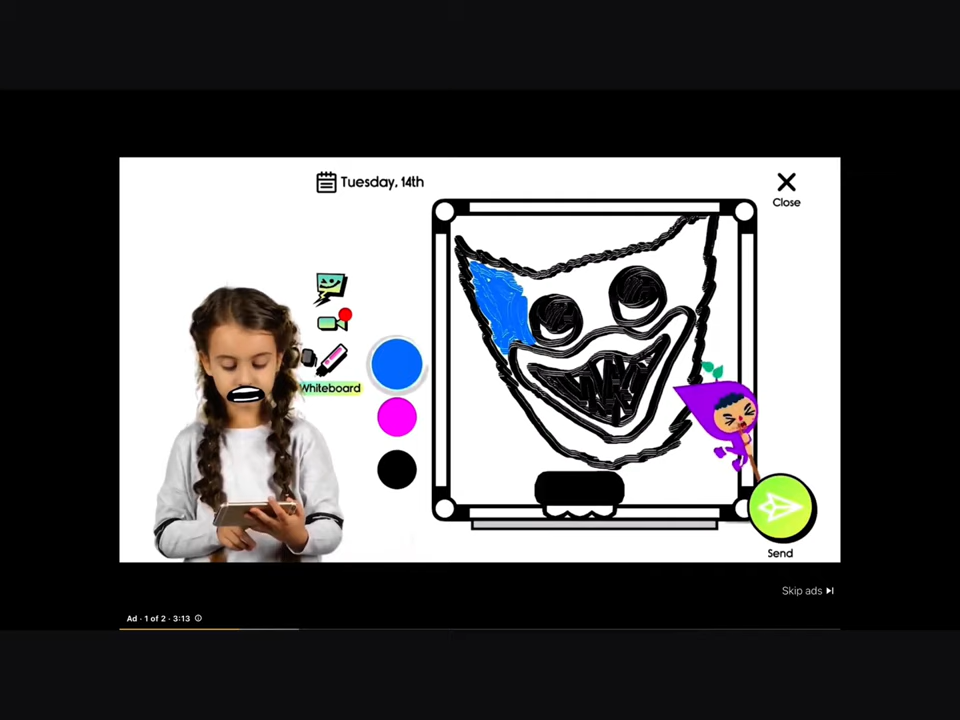 Tuesday, 14th
Close
Whiteboard
Send
Skip ads
Ad · 1 of 2 · 3:13